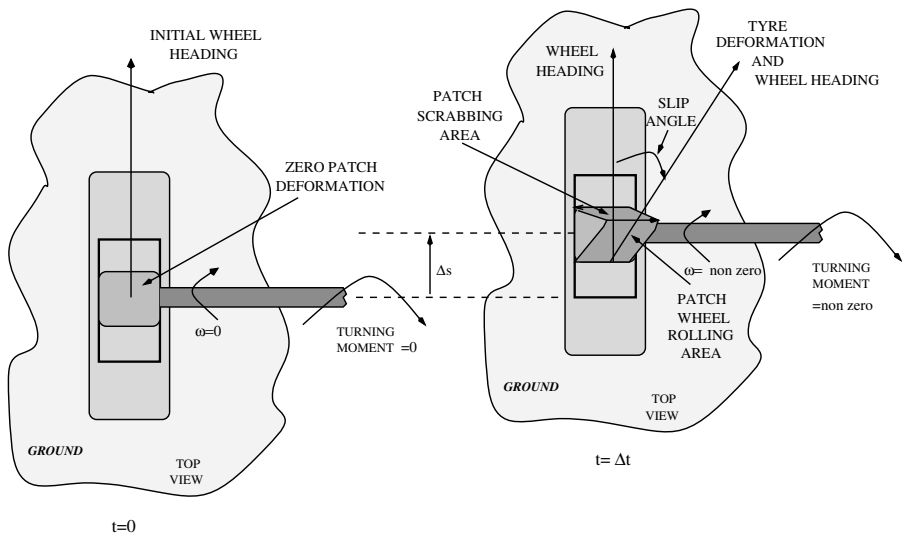 INITIAL WHEEL
HEADING
ZERO PATCH
DEFORMATION
ω=0
TURNING
MOMENT =0
GROUND
TOP
VIEW
t=0
Δs
TYRE
DEFORMATION
AND
WHEEL HEADING
WHEEL
HEADING
PATCH
SCRABBING
AREA
SLIP
ANGLE
ω= non zero
TURNING
MOMENT
=non zero
PATCH
WHEEL
ROLLING
AREA
GROUND
TOP
VIEW
t= Δt